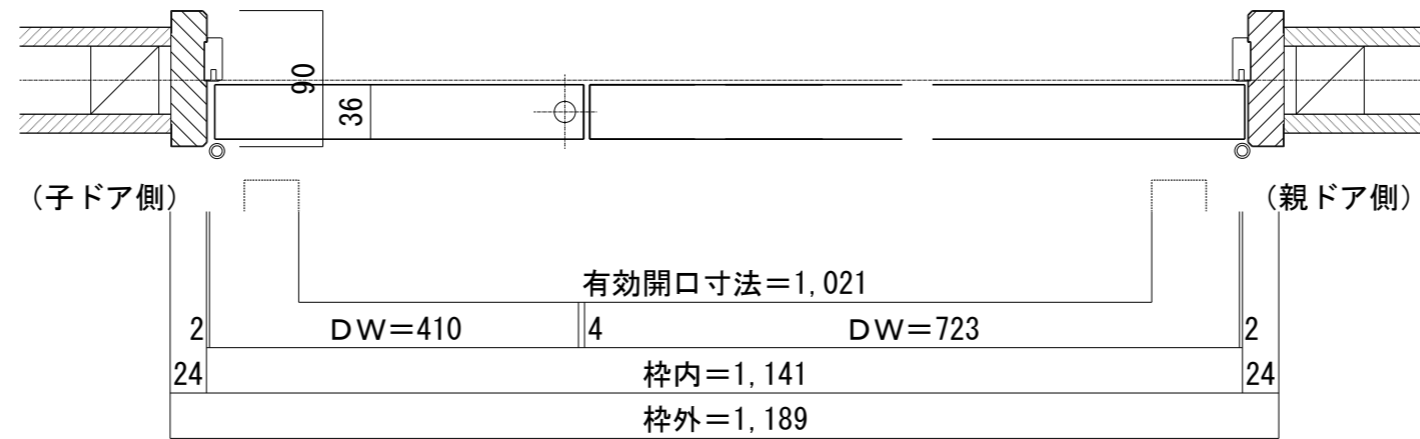 90
36
（子ドア側） （親ドア側）
有効開口寸法＝1,021
2 ＤＷ＝410 4 ＤＷ＝723 2
24 枠内＝1,141 24
枠外＝1,189